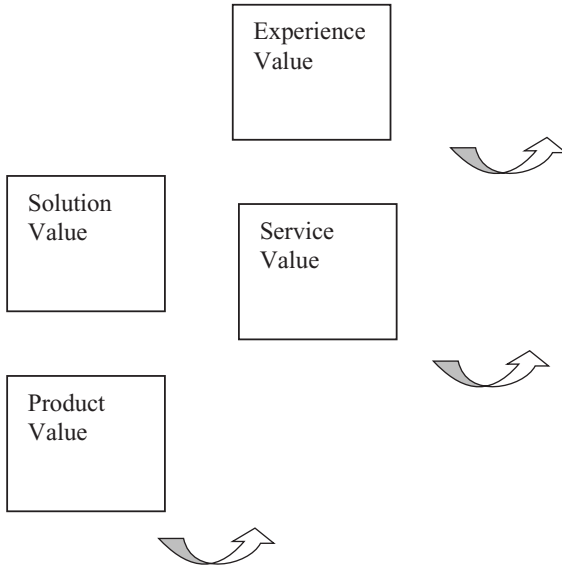 Experience
Value
Solution
Value
Service
Value
Product
Value